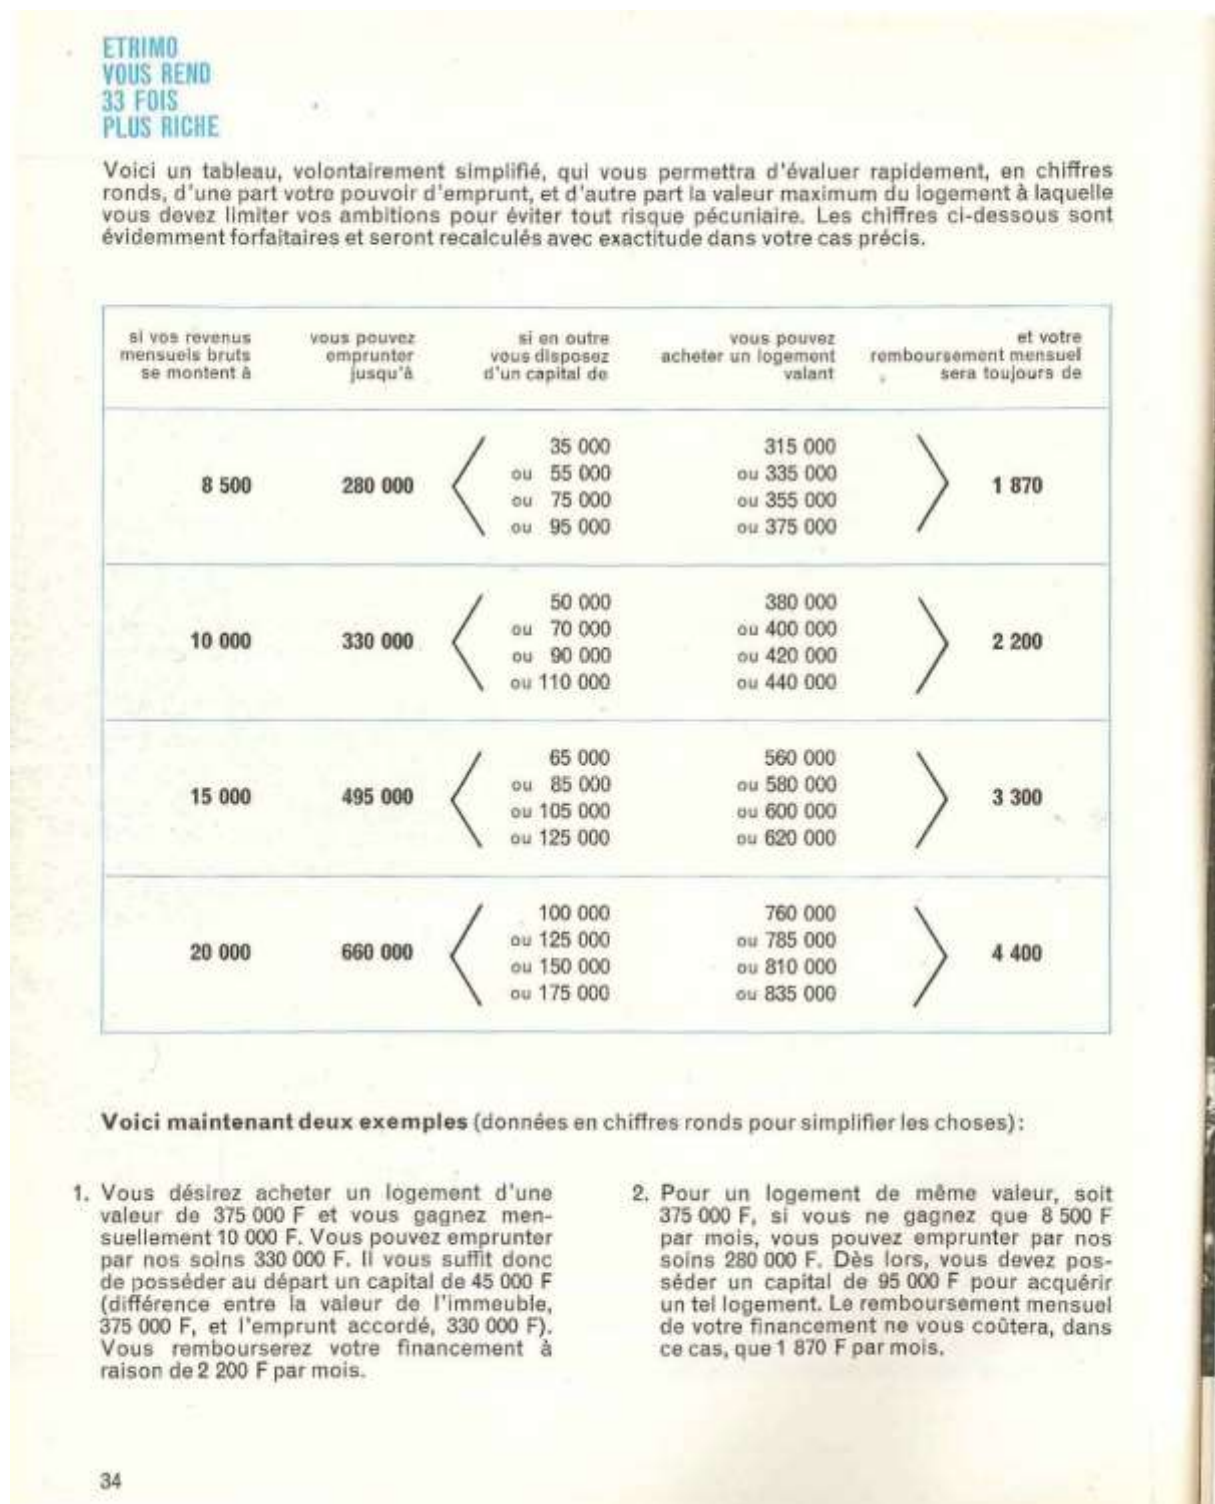 ETRIMO
VOUS REND
33 FOIS
PLUS RICHE
Voici un tableau, volontairement simplifié, qui vous permettra d'évaluer rapidement, en chiffres
ronds, d'une part votre pouvoir d'emprunt, et d'autre part la valeur maximum du logement à laquelle
vous devez limiter vos ambitions pour éviter tout risque pécuniaire. Les chiffres ci-dessous sont
évidemment forfaitaires et seront recalculés avec exactitude dans votre cas précis.
si vos revenus
mensuels bruts
se montent à
vous pouvez
emprunter
jusqu'à
si en outre
vous disposez
d'un capital de
vous pouvez
acheter un logement
valant
et votre
remboursement mensuel
sera toujours de
35 000 315 000
ou 55 000 ou 335 000
8 500 280 000 1 870
ou 75 000 ou 355 000
ou 95 000 ou 375 000
50 000 380 000
ou 70 000 ou 400 000
10 000 330 000 2 200
ou 90 000 ou 420 000
ou 110 000 ou 440 000
65 000 560 000
ou 85 000 ou 580 000
15 000 495 000 3 300
ou 105 000 ou 600 000
ou 125 000 ou 620 000
100 000 760 000
ou 125 000 ou 785 000
20 000 660 000 4 400
ou 150 000 ou 810 000
ou 175 000 ou 835 000
Voici maintenant deux exemples (données en chiffres ronds pour simplifier les choses):
1. Vous désirez acheter un logement d'une
valeur de 375 000 F et vous gagnez men-
suellement 10 000 F. Vous pouvez emprunter
par nos soins 330 000 F. Il vous suffit donc
de posséder au départ un capital de 45 000 F
(différence entre la valeur de l'immeuble,
375 000 F, et l'emprunt accordé, 330 000 F).
Vous rembourserez votre financement à
raison de 2 200 F par mois.
2. Pour un logement de même valeur, soit
375 000 F, si vous ne gagnez que 8 500 F
par mois, vous pouvez emprunter par nos
soins 280 000 F. Dès lors, vous devez pos-
séder un capital de 95 000 F pour acquérir
un tel logement. Le remboursement mensuel
de votre financement ne vous coûtera, dans
ce cas, que 1 870 F par mois.
34